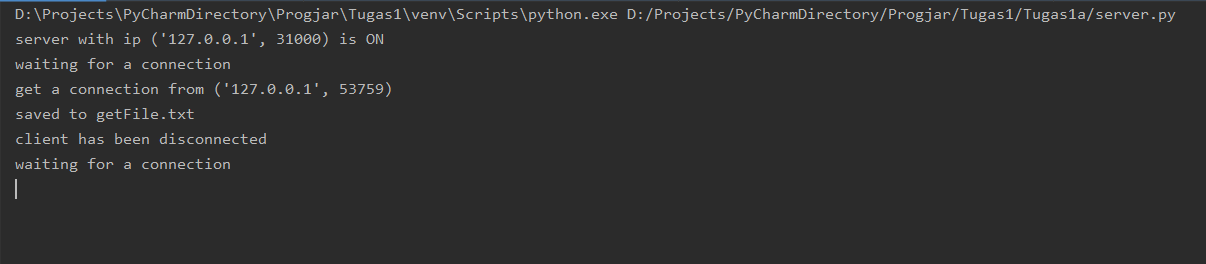 D:\Projects\PyCharmDirectory\Progjar\Tugas1\venv\Scripts\python.exe D:/Projects/PyCharmDirectory/Progjar/Tugas1/Tugas1a/server.py
server with ip ('127.0.0.1', 31000) is ON
waiting for a connection
get a connection from ('127.0.0.1', 53759)
saved to getFile.txt
client has been disconnected
waiting for a connection